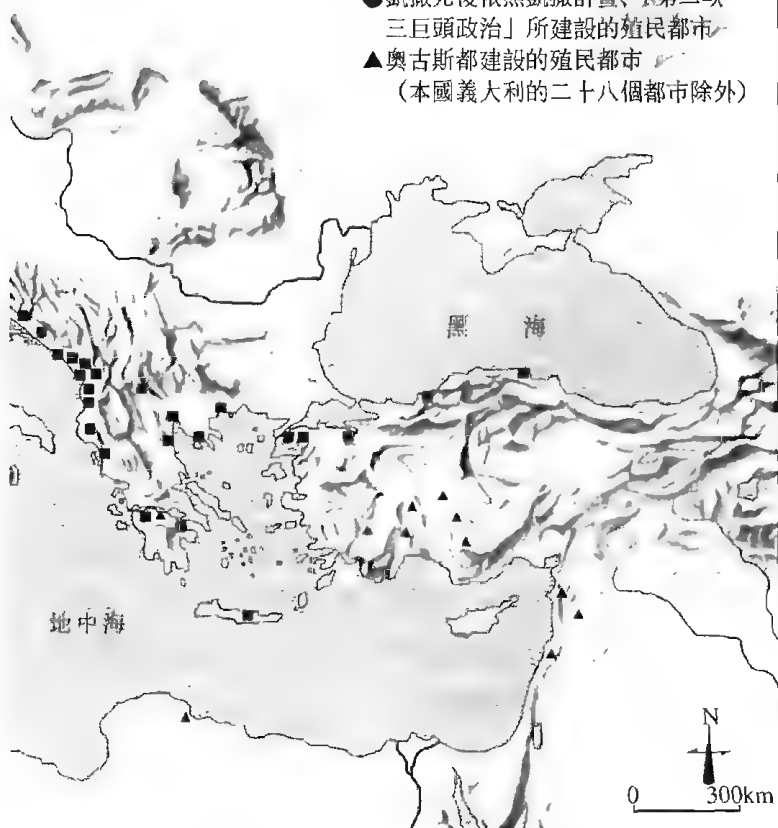 三巨頭政治」所建設的殖民都市
▲奧古斯都建設的殖民都市
（本國義大利的二十八個都市除外）
黑海
地中海
N
0 300km